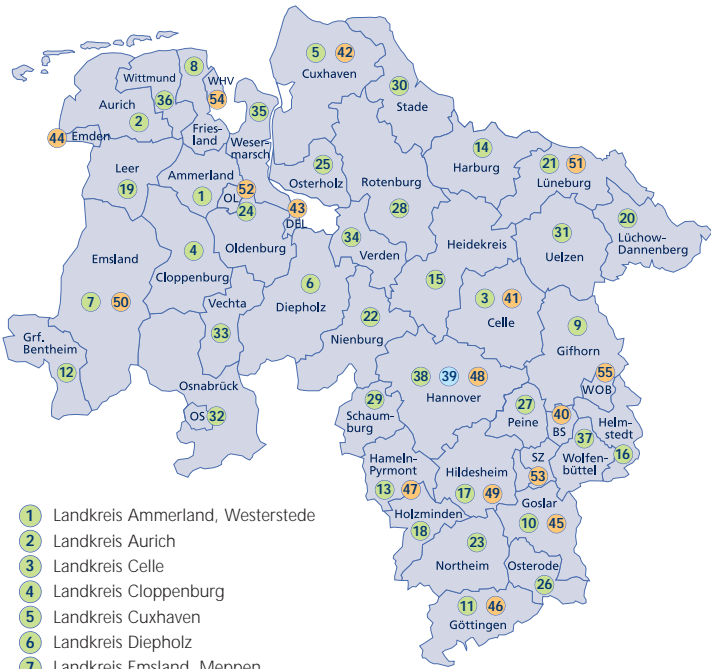 8
5 42
Cuxhaven
WHV
Wittmund
54
36
30
Stade
Aurich
2
35
44 Emden
Fries-
land
Weser-
marsch
14
Harburg
21 51
Lüneburg
Leer
19
Ammerland
1
25
Osterholz
Rotenburg
52
OL
24
43
DEL
28
20
Lüchow-
Dannenberg
Oldenburg
34
Verden
Heidekreis
31
Uelzen
4
Cloppenburg
Emsland
7 50
6
Diepholz
15
3 41
Celle
Vechta
33
22
Nienburg
9
Gifhorn
Grf.
Bentheim
12
38 39 48
Hannover
55
WOB
Osnabrück
OS 32
29
Schaum-
burg
27
Peine
40
BS
Helm-
stedt
37
Wolfen-
büttel
16
Hameln-
Pyrmont
13 47
Hildesheim
17 49
SZ
53
Holzminden
18
Goslar
10 45
23
Northeim
Osterode
26
11 46
Göttingen
1 Landkreis Ammerland, Westerstede
2 Landkreis Aurich
3 Landkreis Celle
4 Landkreis Cloppenburg
5 Landkreis Cuxhaven
6 Landkreis Diepholz
7 Landkreis Emsland, Meppen